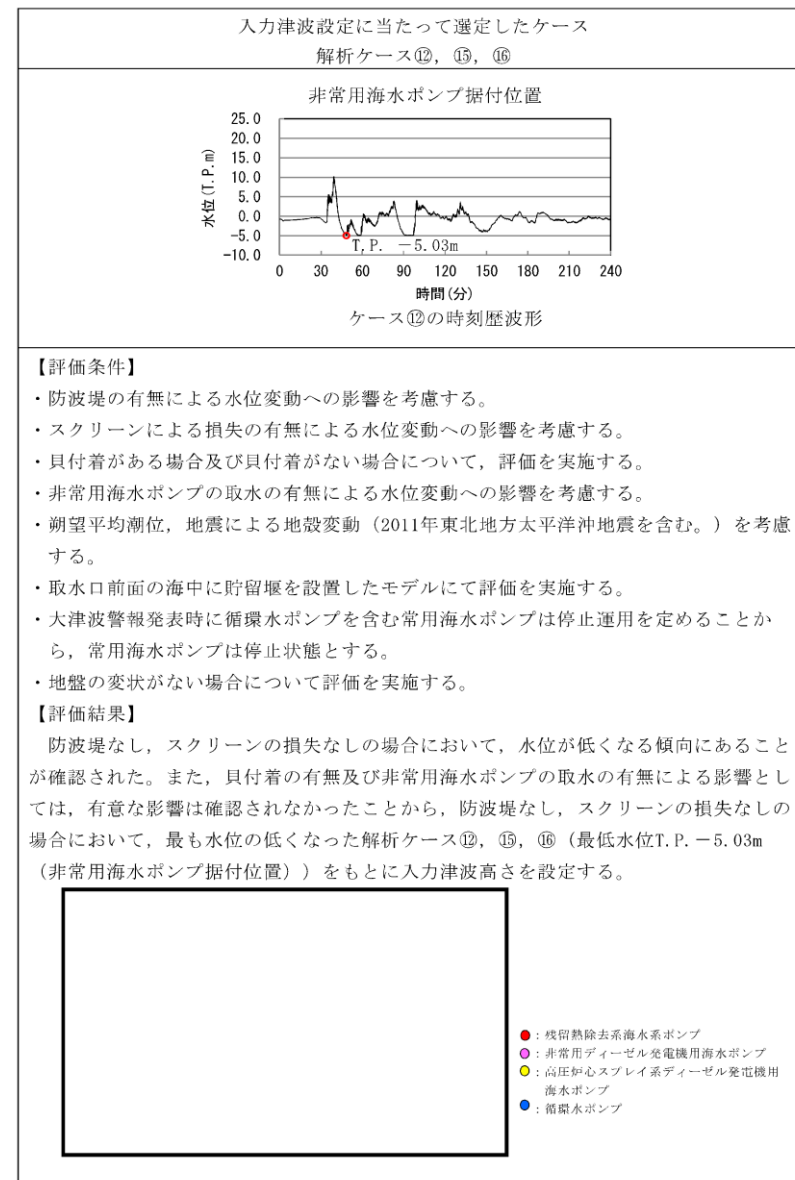 入力津波設定に当たって選定したケース
解析ケース⑫，⑮，⑯
非常用海水ポンプ据付位置
25.0
20.0
15.0
10.0
5.0
0.0
-5.0
-10.0
水位(T.P.m)
T.P. －5.03m
0 30 60 90 120 150 180 210 240
時間(分)
ケース⑫の時刻歴波形
【評価条件】
・防波堤の有無による水位変動への影響を考慮する。
・スクリーンによる損失の有無による水位変動への影響を考慮する。
・貝付着がある場合及び貝付着がない場合について，評価を実施する。
・非常用海水ポンプの取水の有無による水位変動への影響を考慮する。
・朔望平均潮位，地震による地殻変動（2011年東北地方太平洋沖地震を含む。）を考慮
する。
・取水口前面の海中に貯留堰を設置したモデルにて評価を実施する。
・大津波警報発表時に循環水ポンプを含む常用海水ポンプは停止運用を定めることか
ら，常用海水ポンプは停止状態とする。
・地盤の変状がない場合について評価を実施する。
【評価結果】
防波堤なし，スクリーンの損失なしの場合において，水位が低くなる傾向にあること
が確認された。また，貝付着の有無及び非常用海水ポンプの取水の有無による影響とし
ては，有意な影響は確認されなかったことから，防波堤なし，スクリーンの損失なしの
場合において，最も水位の低くなった解析ケース⑫，⑮，⑯（最低水位T.P.－5.03m
（非常用海水ポンプ据付位置））をもとに入力津波高さを設定する。
：残留熱除去系海水系ポンプ
：非常用ディーゼル発電機用海水ポンプ
：高圧炉心スプレイ系ディーゼル発電機用
海水ポンプ
：循環水ポンプ